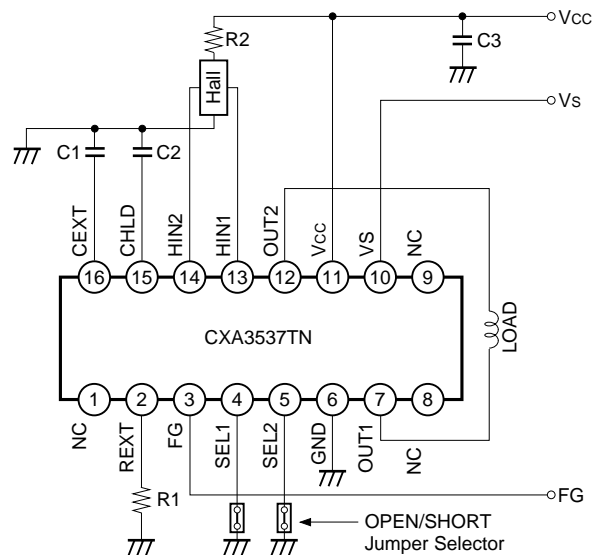 Vcc
R2
C3
Hall
Vs
C1
C2
CEXT
CHLD
HIN2
HIN1
OUT2
Vcc
VS
NC
16
15
14
13
12
11
10
9
CXA3537TN
LOAD
1
2
3
4
5
6
7
8
NC
REXT
FG
SEL1
SEL2
GND
OUT1
NC
R1
FG
OPEN/SHORT
Jumper Selector